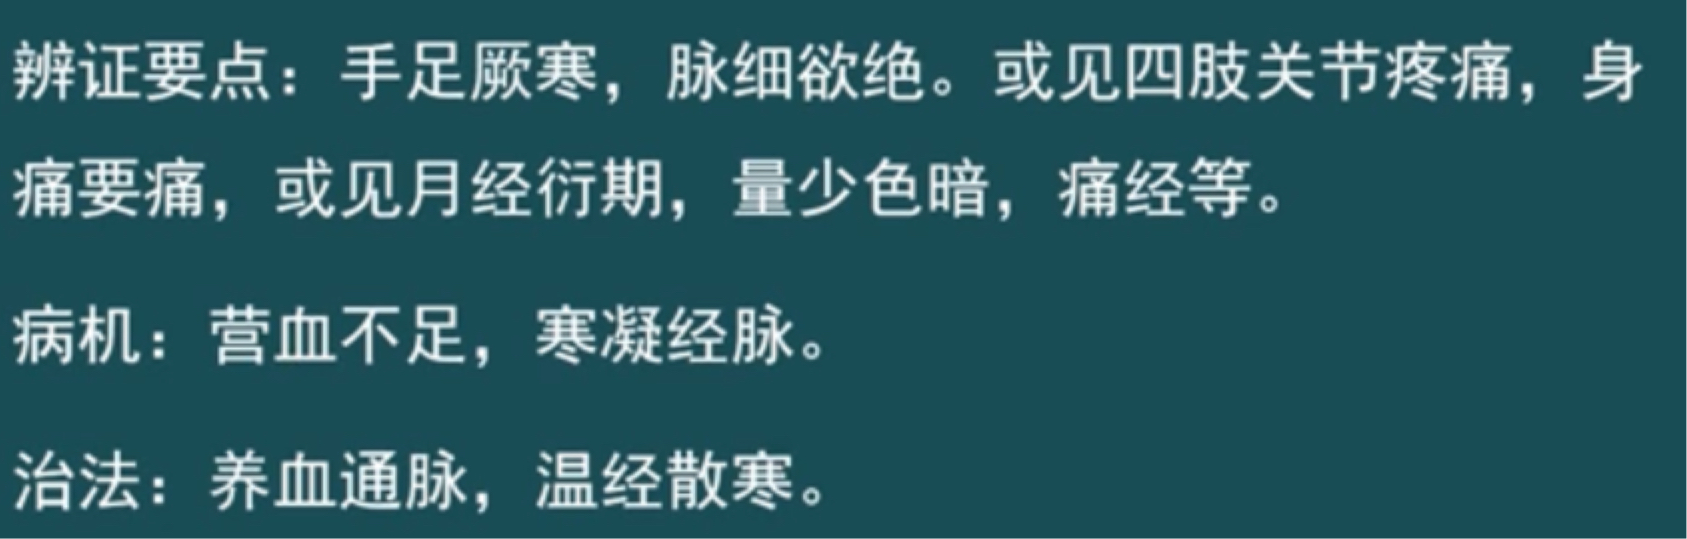 辨证要点：手足厥寒，脉细欲绝。或见四肢关节疼痛，身
痛要痛，或见月经衍期，量少色暗，痛经等。
病机：营血不足，寒凝经脉。
治法：养血通脉，温经散寒。